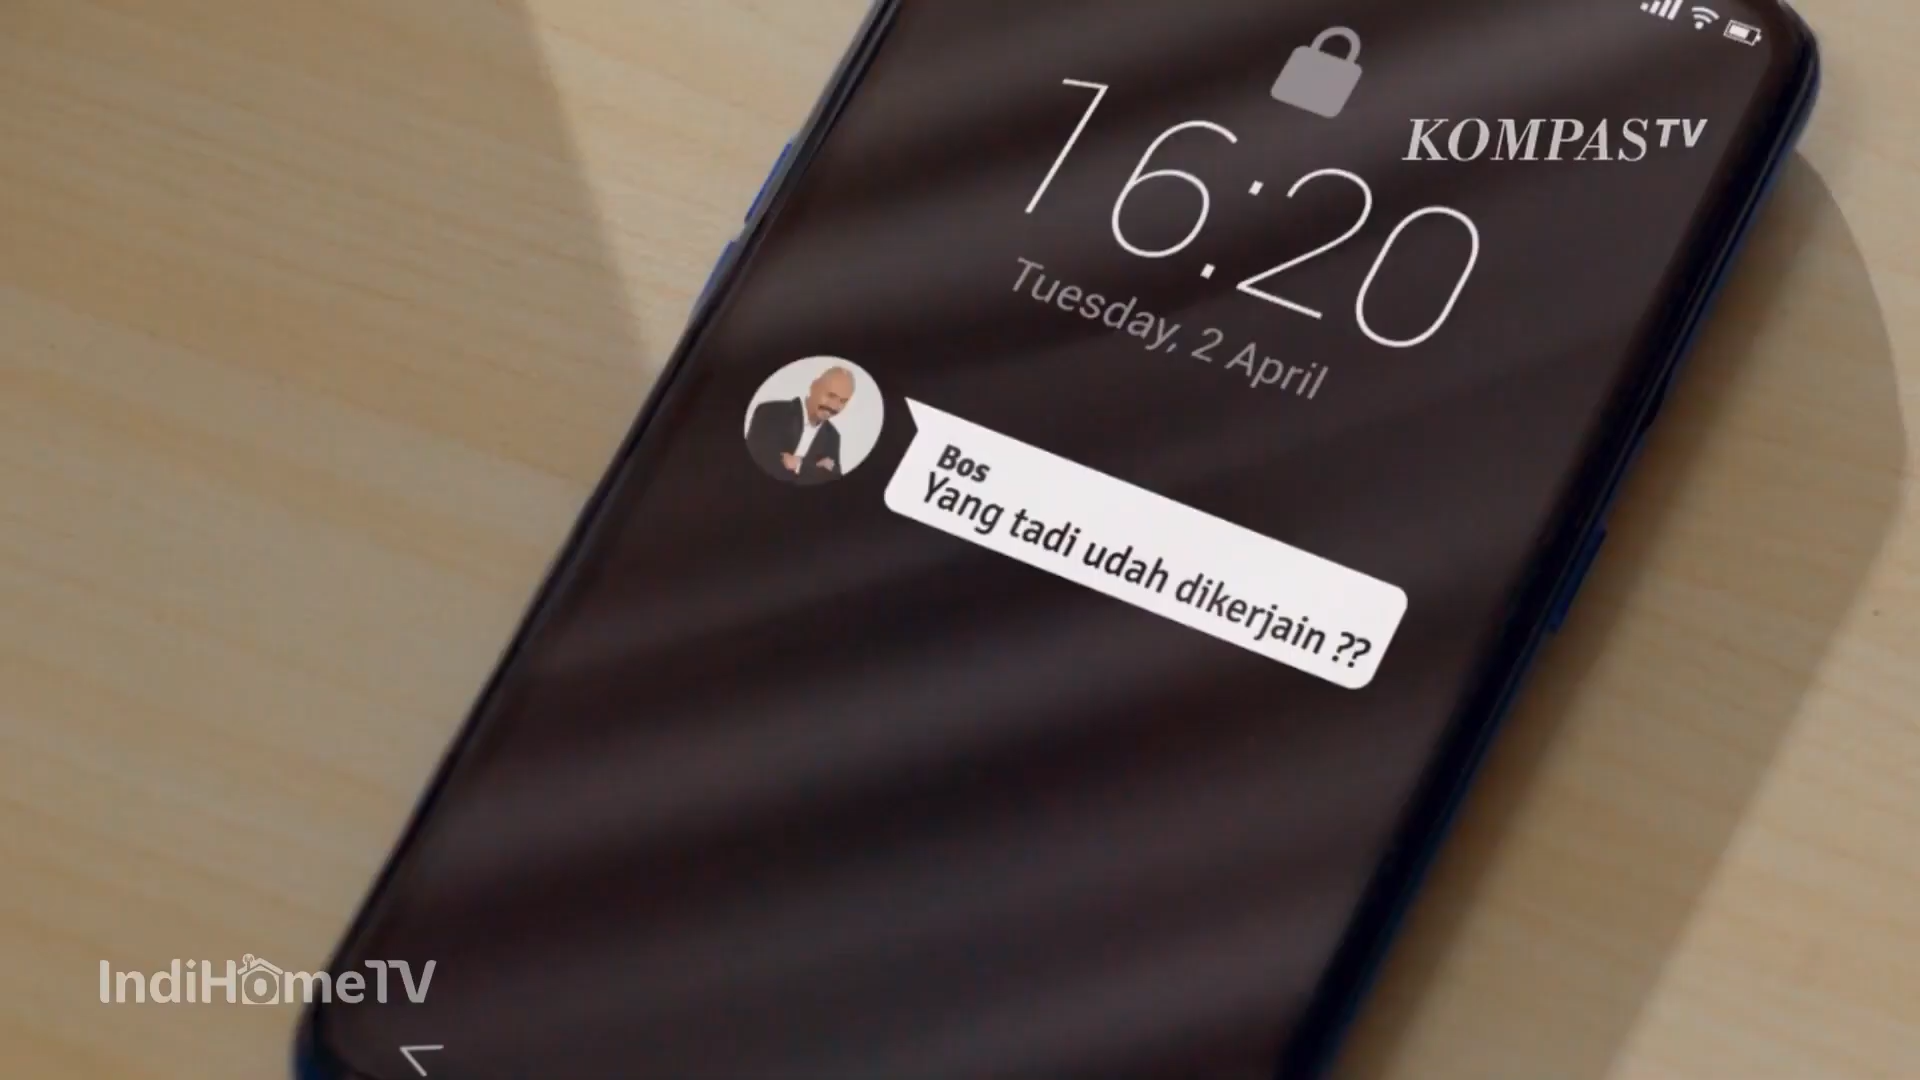 KOMPASTV
16:20
Tuesday, 2 April
Bos
Yang tadi udah dikerjain ??
IndiHomeTV